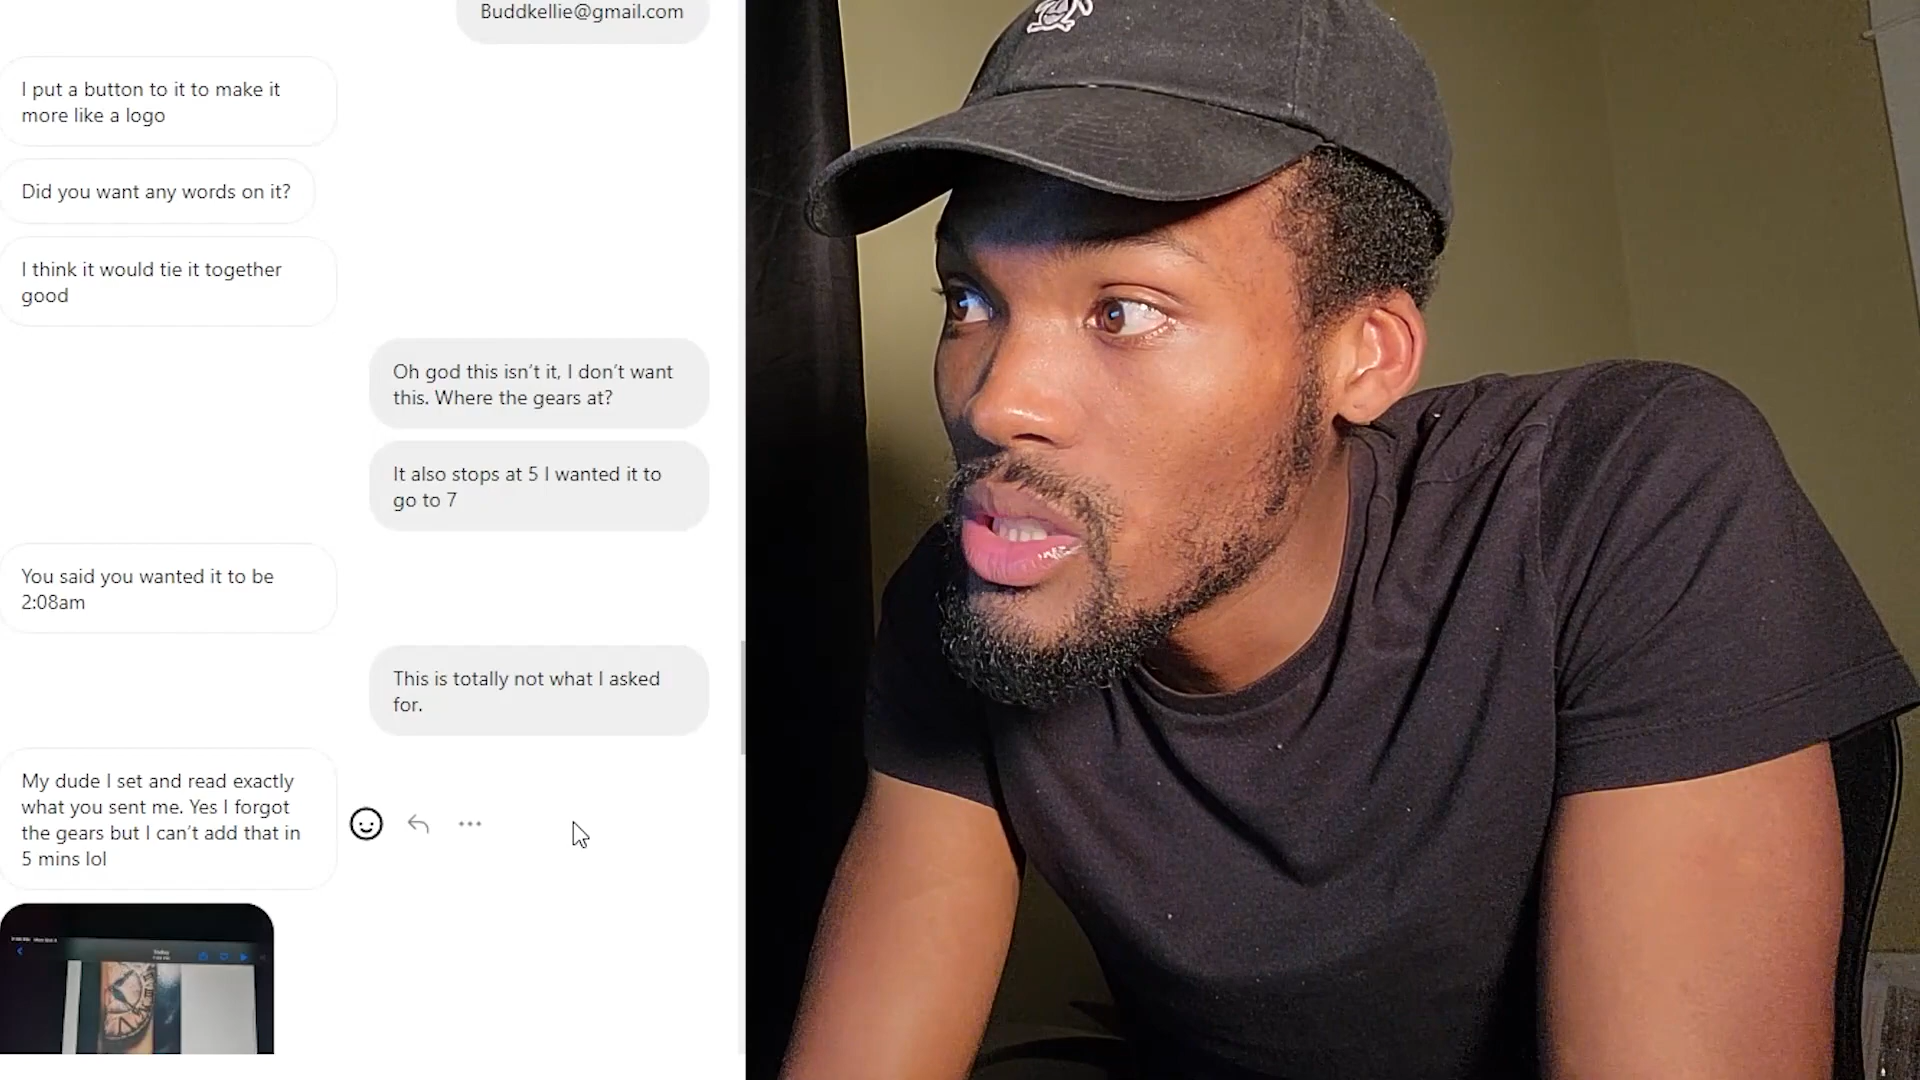 Buddkellie@gmail.com
I put a button to it to make it
more like a logo
Did you want any words on it?
I think it would tie it together
good
Oh god this isn’t it, I don’t want
this. Where the gears at?
It also stops at 5 I wanted it to
go to 7
You said you wanted it to be
2:08am
This is totally not what I asked
for.
My dude I set and read exactly
what you sent me. Yes I forgot
the gears but I can’t add that in
5 mins lol